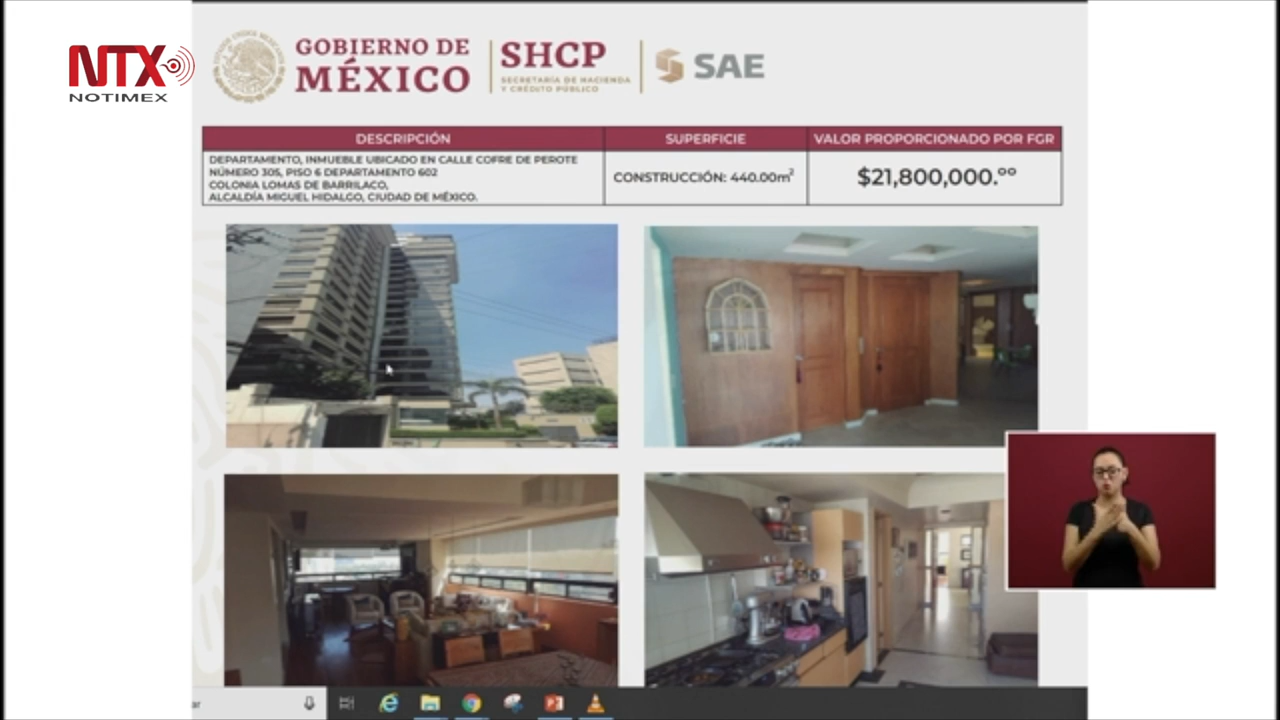 NTX
NOTIMEX
GOBIERNO DE
MÉXICO
SHCP
SECRETARÍA DE HACIENDA
Y CRÉDITO PÚBLICO
SAE
DESCRIPCIÓN
SUPERFICIE
VALOR PROPORCIONADO POR FGR
DEPARTAMENTO, INMUEBLE UBICADO EN CALLE COFRE DE PEROTE
NÚMERO 305, PISO 6 DEPARTAMENTO 602
COLONIA LOMAS DE BARRILACO,
ALCALDÍA MIGUEL HIDALGO, CIUDAD DE MÉXICO.
CONSTRUCCIÓN: 440.00m²
$21,800,000.ºº
ar